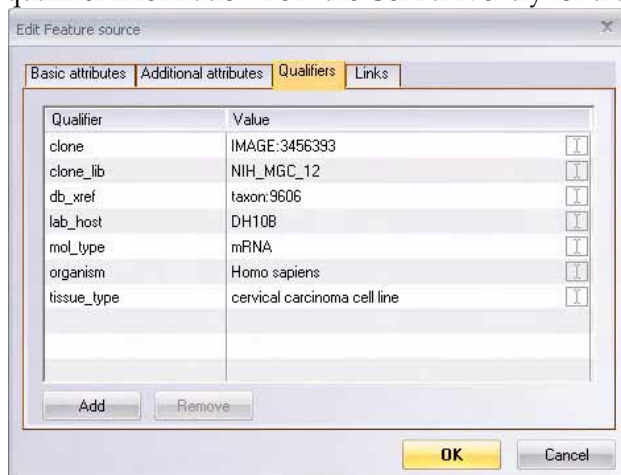 Edit Feature source
Basic attributes Additional attributes Qualifiers Links
Qualifier Value
clone IMAGE:3456393
clone_lib NIH_MGC_12
db_xref taxon:9606
lab_host DH10B
mol_type mRNA
organism Homo sapiens
tissue_type cervical carcinoma cell line
Add Remove
OK Cancel